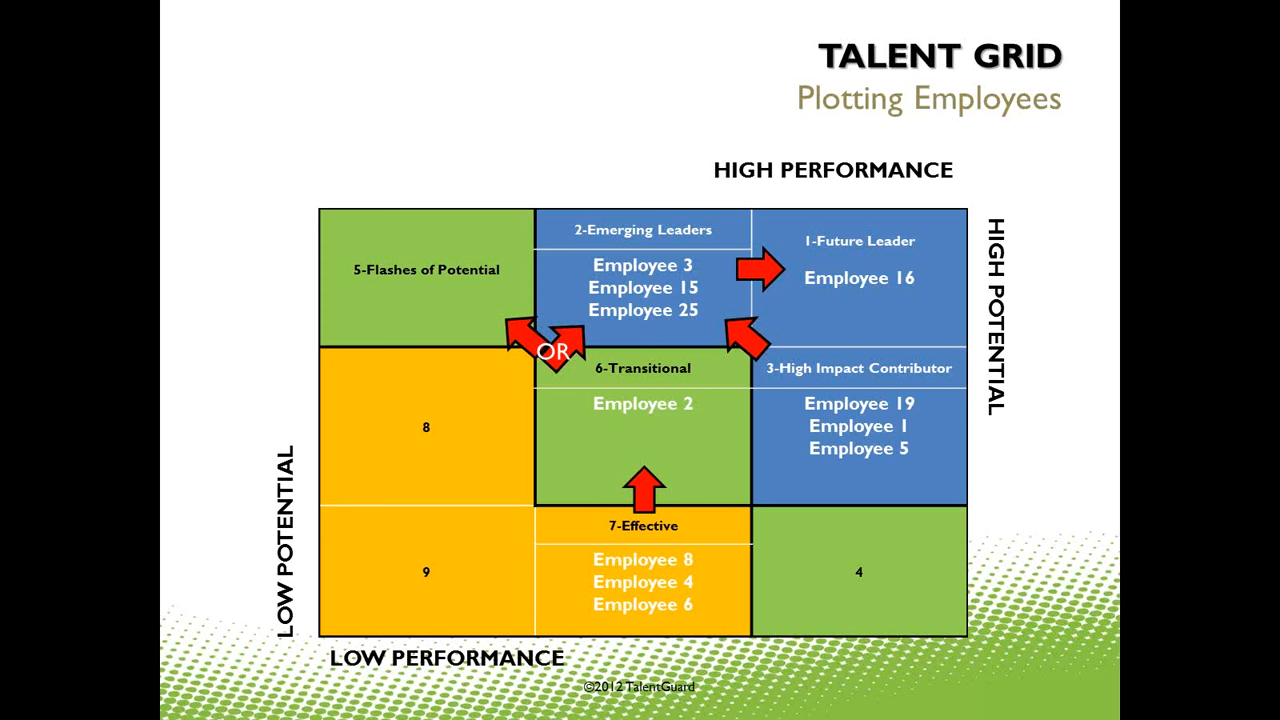 TALENT GRID
Plotting Employees
HIGH PERFORMANCE
HIGH POTENTIAL
LOW POTENTIAL
5-Flashes of Potential
2-Emerging Leaders
Employee 3
Employee 15
Employee 25
1-Future Leader
Employee 16
OR
8
6-Transitional
Employee 2
3-High Impact Contributor
Employee 19
Employee 1
Employee 5
9
7-Effective
Employee 8
Employee 4
Employee 6
4
LOW PERFORMANCE
©2012 TalentGuard